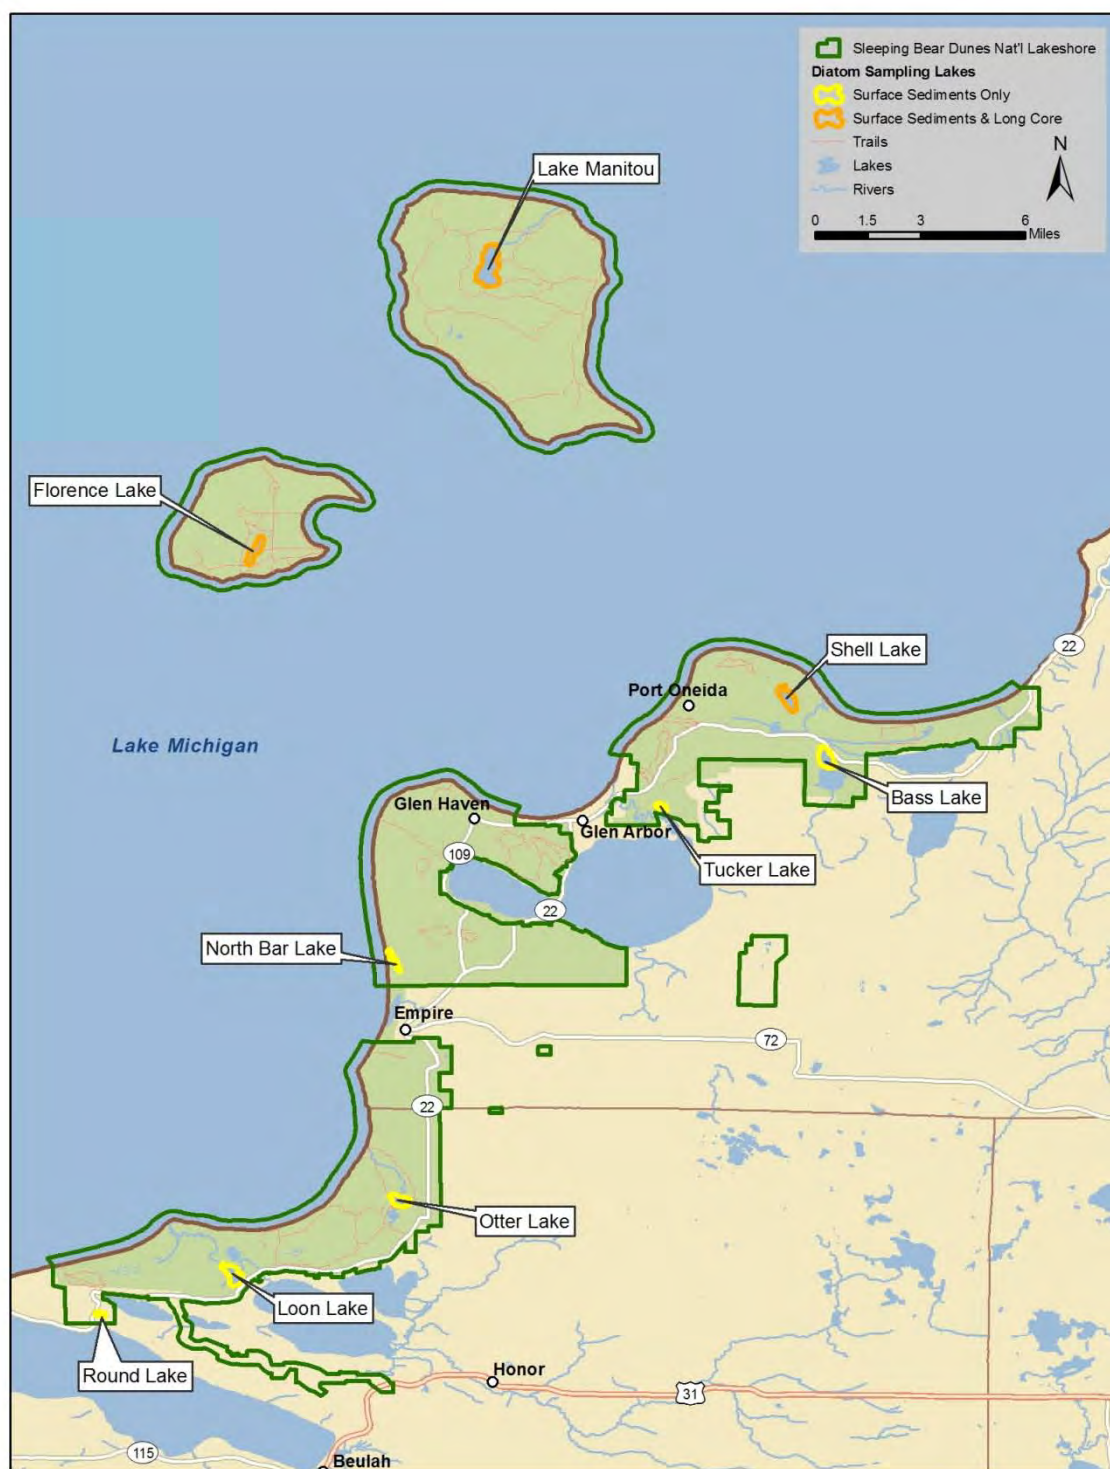 Sleeping Bear Dunes Nat'l Lakeshore
Diatom Sampling Lakes
Surface Sediments Only
Surface Sediments & Long Core
Trails
Lakes
Rivers
N
0 1.5 3 6
Miles
Lake Manitou
Florence Lake
Shell Lake
22
Port Oneida
Lake Michigan
Bass Lake
Glen Haven
Glen Arbor
109
Tucker Lake
22
North Bar Lake
Empire
72
22
Otter Lake
Loon Lake
Round Lake
Honor
31
115
Beulah